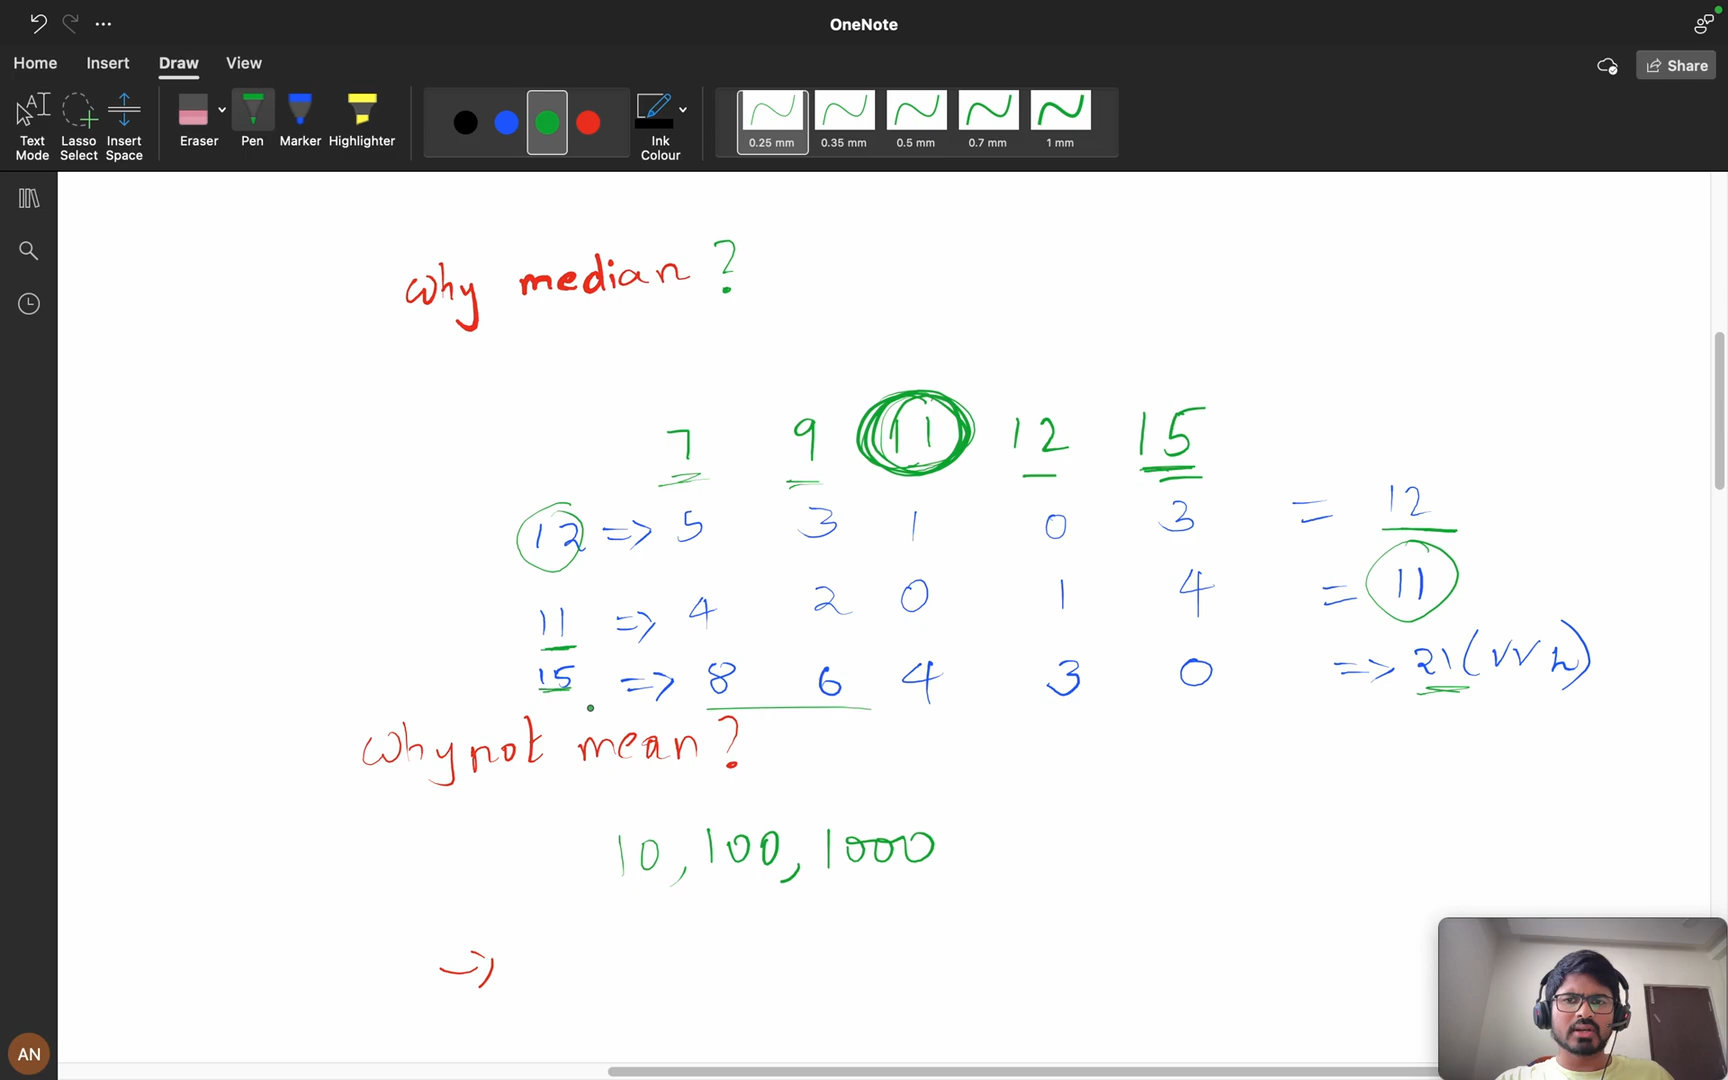 OneNote
Home Insert Draw View
Share
Text Mode
Lasso Select
Insert Space
Eraser
Pen
Marker
Highlighter
Ink Colour
0.25 mm
0.35 mm
0.5 mm
0.7 mm
1 mm
why median ?
7 9 11 12 15
12 => 5 3 1 0 3 = 12
11 => 4 2 0 1 4 = 11
15 => 8 6 4 3 0 => 21 (VV h)
why not mean ?
10, 100, 1000
→
AN